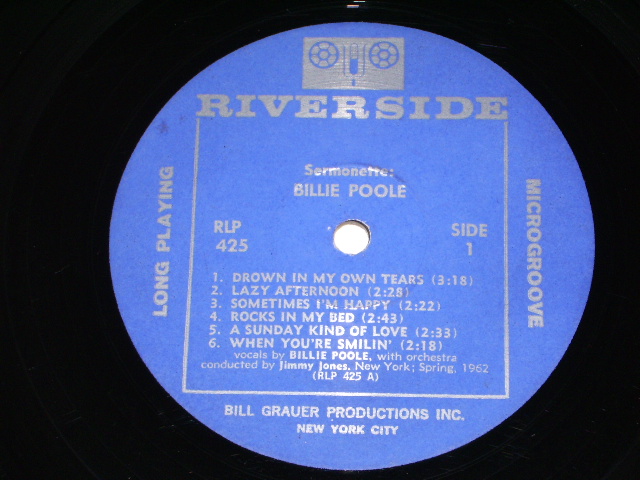 RIVERSIDE
Sermonette:
BILLIE POOLE
LONG PLAYING
MICROGROOVE
RLP
425
SIDE
1
1. DROWN IN MY OWN TEARS (3:18)
2. LAZY AFTERNOON (2:28)
3. SOMETIMES I'M HAPPY (2:22)
4. ROCKS IN MY BED (2:43)
5. A SUNDAY KIND OF LOVE (2:33)
6. WHEN YOU'RE SMILIN' (2:18)
vocals by BILLIE POOLE, with orchestra
conducted by Jimmy Jones. New York; Spring, 1962
(RLP 425 A)
BILL GRAUER PRODUCTIONS INC.
NEW YORK CITY